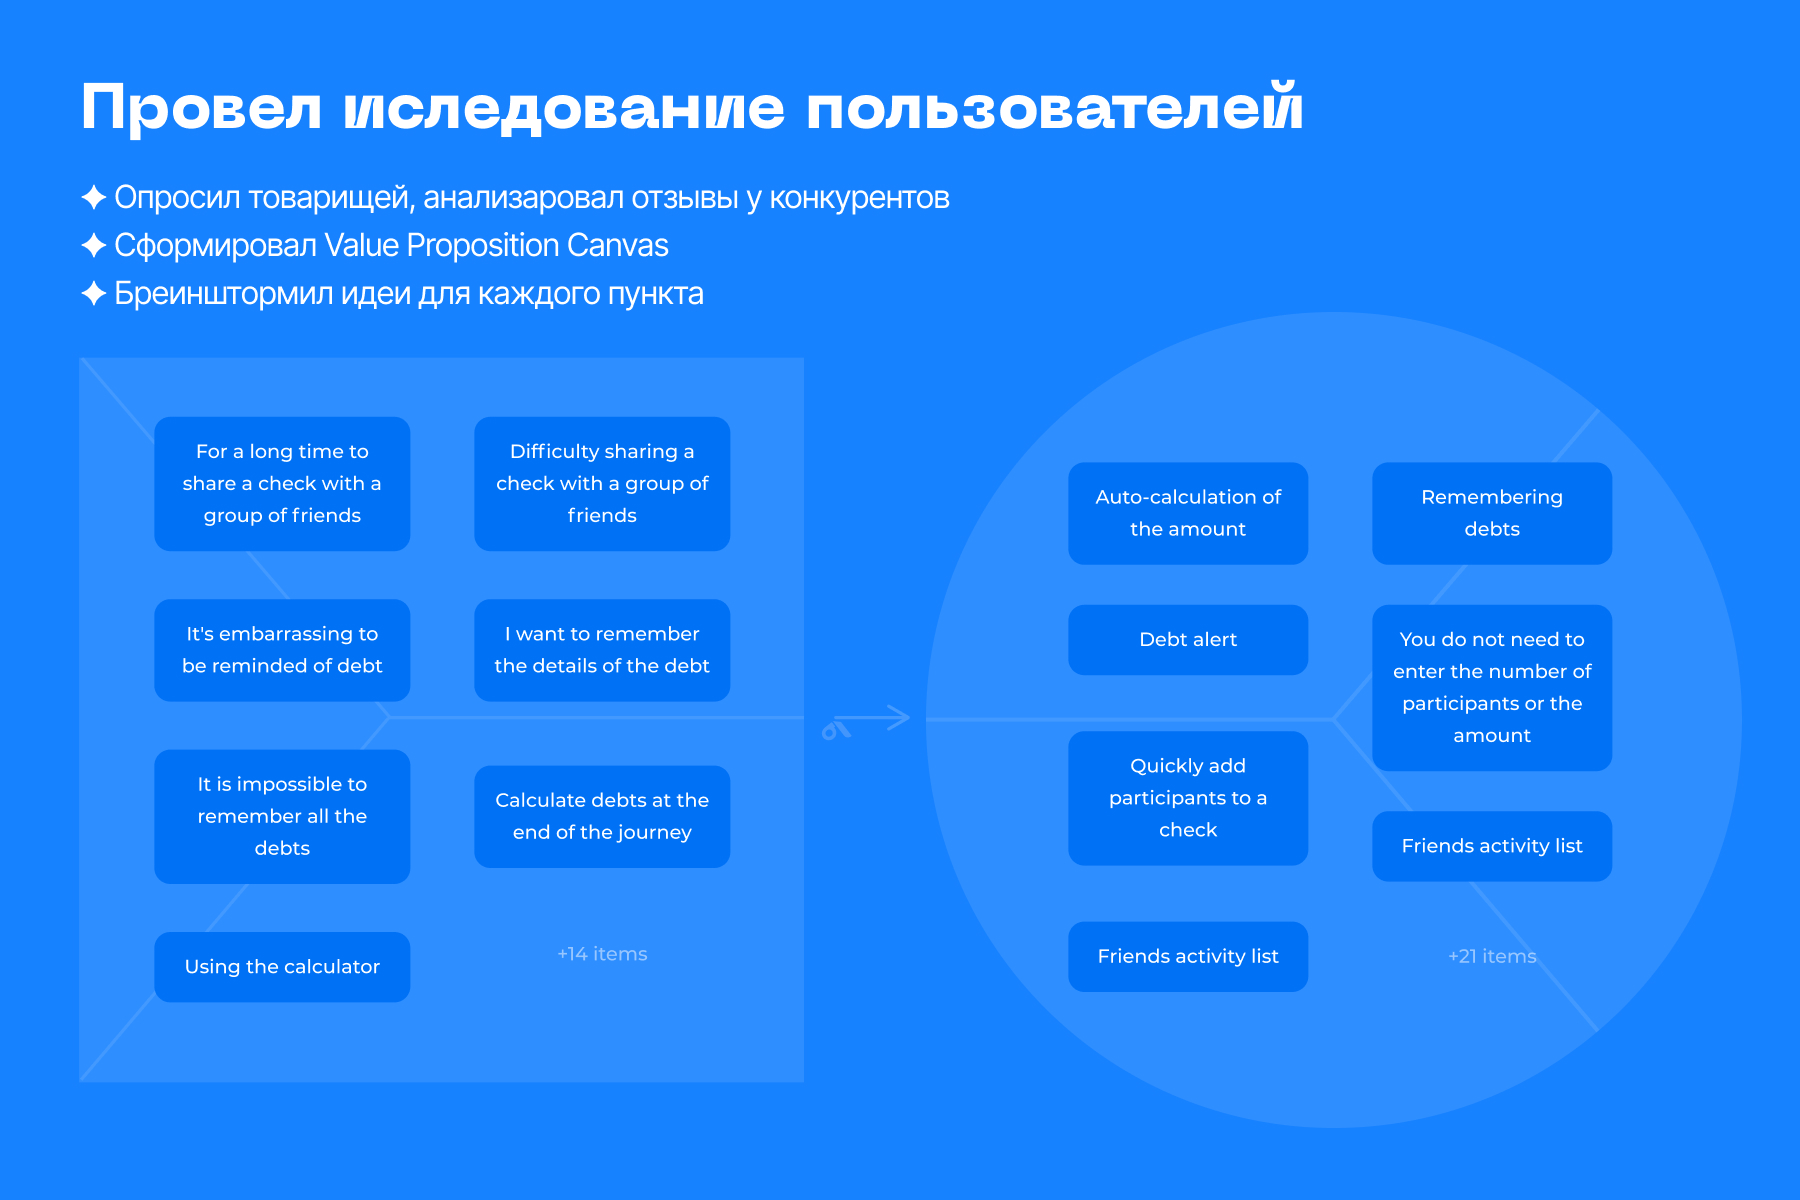 Провел иследование пользователей
✦ Опросил товарищей, анализаровал отзывы у конкурентов
✦ Сформировал Value Proposition Canvas
✦ Бреинштормил идеи для каждого пункта
For a long time to
share a check with a
group of friends
Difficulty sharing a
check with a group of
friends
It's embarrassing to
be reminded of debt
I want to remember
the details of the debt
It is impossible to
remember all the
debts
Calculate debts at the
end of the journey
Using the calculator
+14 items
Auto-calculation of
the amount
Remembering
debts
Debt alert
You do not need to
enter the number of
participants or the
amount
Quickly add
participants to a
check
Friends activity list
Friends activity list
+21 items